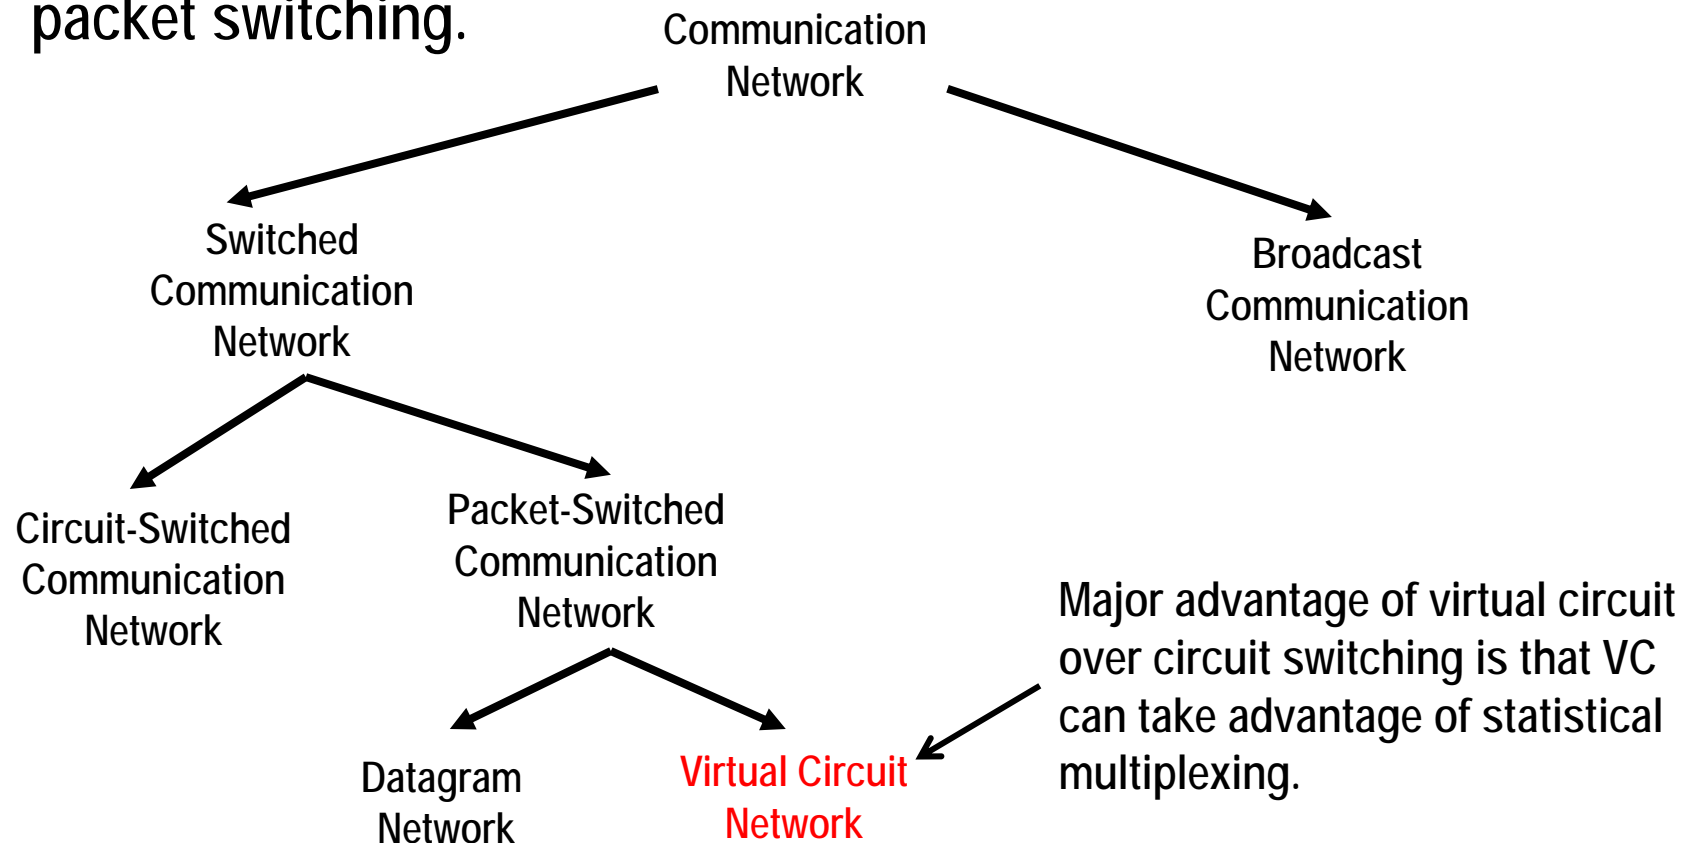 packet switching.
Communication
Network
Switched
Communication
Network
Broadcast
Communication
Network
Circuit-Switched
Communication
Network
Packet-Switched
Communication
Network
Major advantage of virtual circuit
over circuit switching is that VC
can take advantage of statistical
multiplexing.
Datagram
Network
Virtual Circuit
Network